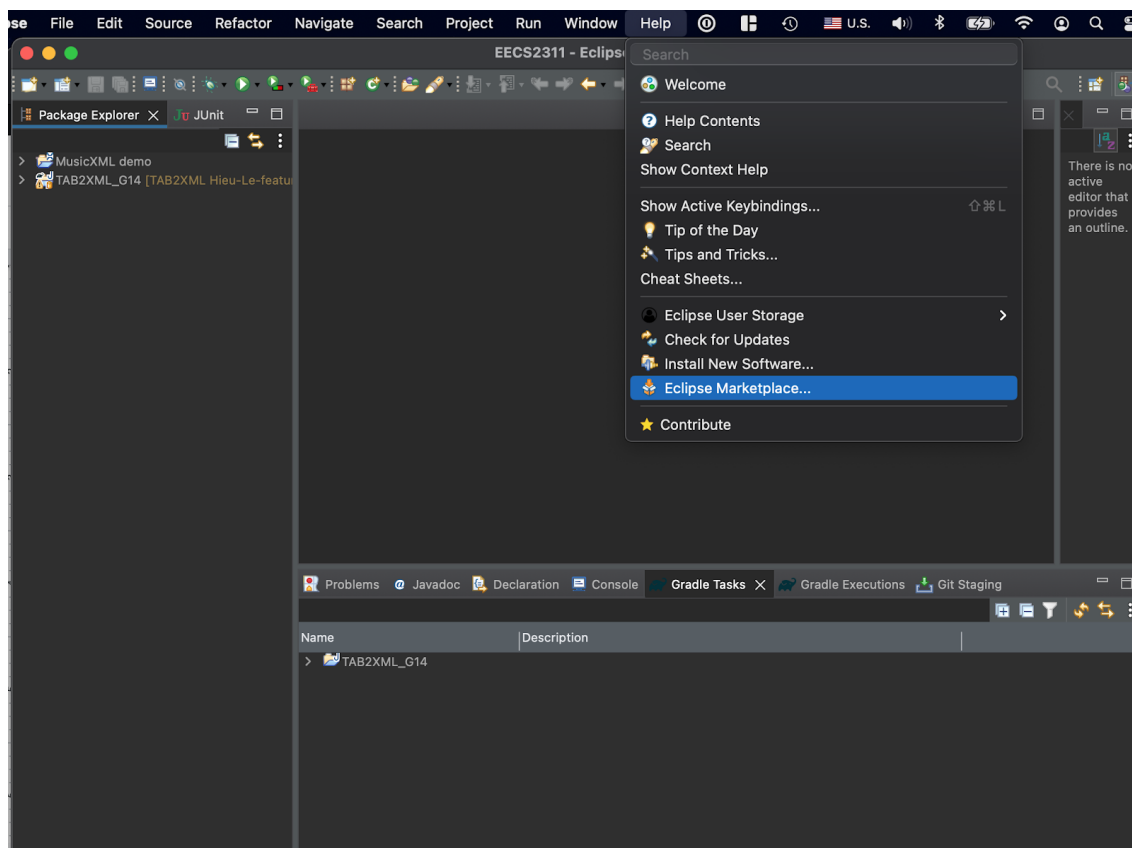 pse File Edit Source Refactor Navigate Search Project Run Window Help U.S.
EECS2311 - Eclipse
Search
Welcome
Help Contents
Search
Show Context Help
Show Active Keybindings... ⇧⌘L
Tip of the Day
Tips and Tricks...
Cheat Sheets...
Eclipse User Storage
Check for Updates
Install New Software...
Eclipse Marketplace...
Contribute
Package Explorer JUnit
MusicXML demo
TAB2XML_G14 [TAB2XML Hieu-Le-featu
There is no
active
editor that
provides
an outline.
Problems @ Javadoc Declaration Console Gradle Tasks Gradle Executions Git Staging
Name Description
TAB2XML_G14